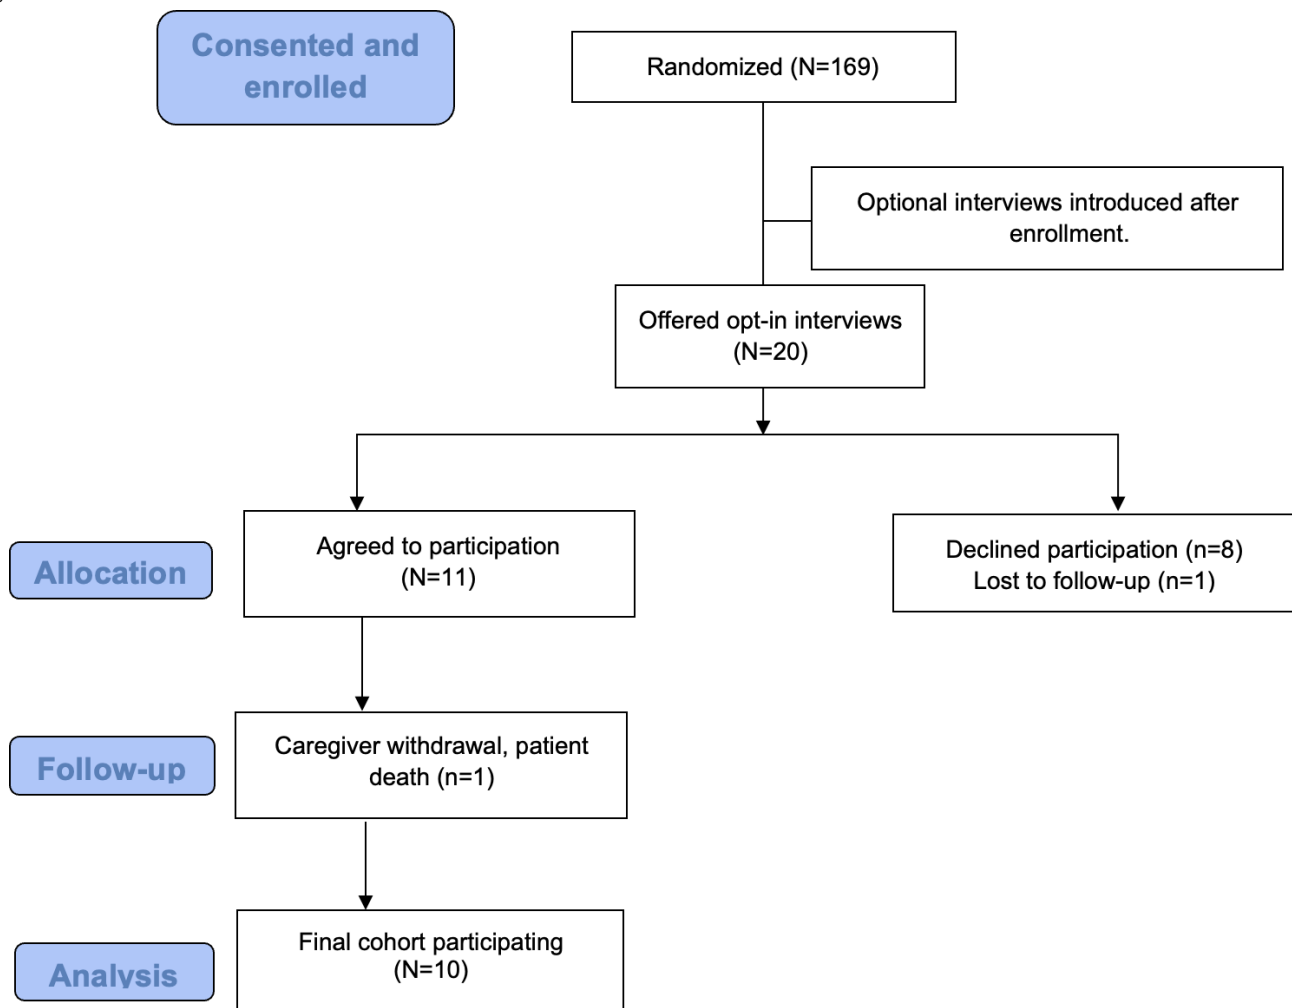 Consented and
enrolled
Randomized (N=169)
Optional interviews introduced after
enrollment.
Offered opt-in interviews
(N=20)
Allocation
Agreed to participation
(N=11)
Declined participation (n=8)
Lost to follow-up (n=1)
Follow-up
Caregiver withdrawal, patient
death (n=1)
Analysis
Final cohort participating
(N=10)